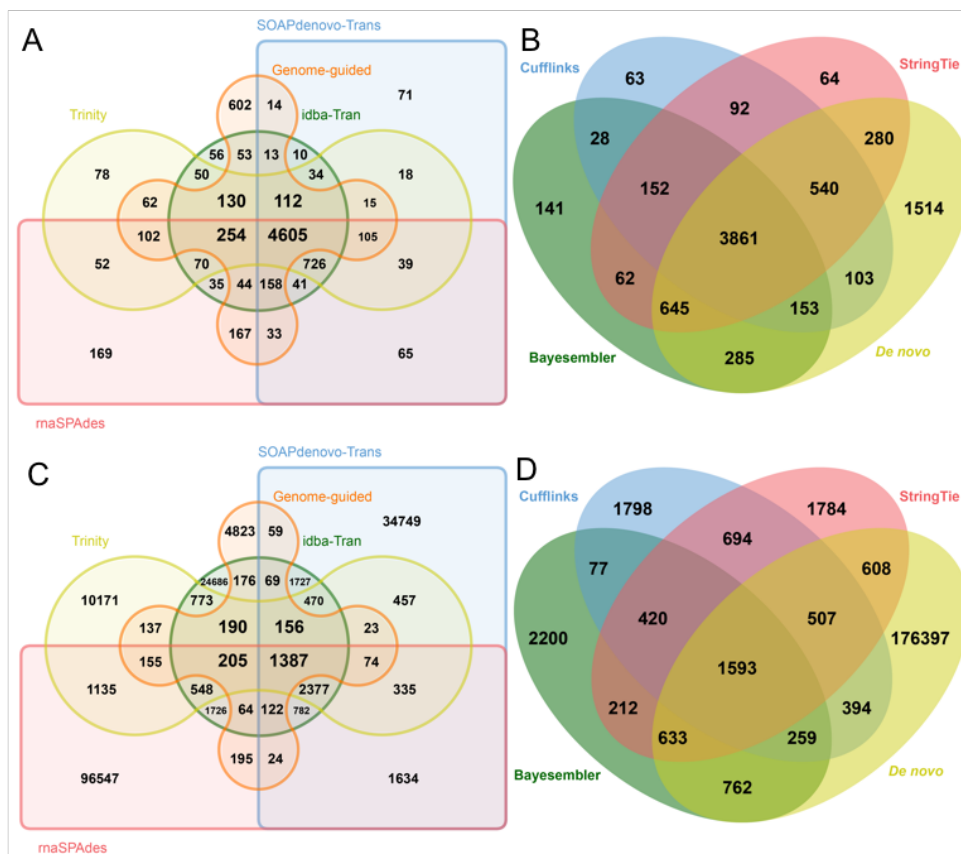 A
SOAPdenovo-Trans
Genome-guided
602 14
71
Trinity
idba-Tran
78
56 53 13 10
50 34
18
62
130 112
15
102
254 4605
105
52
70 726
39
35 44 158 41
167 33
169
65
rnaSPAdes
B
Cufflinks
63
64
StringTie
28
92
280
141
152
540
1514
3861
62
103
645
153
Bayesembler
285
De novo
C
SOAPdenovo-Trans
Genome-guided
4823 59
34749
Trinity
idba-Tran
10171
24686 176 69 1727
773 470
457
137
190 156
23
155
205 1387
74
1135
548 2377
335
1726 64 122 782
195 24
96547
1634
rnaSPAdes
D
Cufflinks
1798
1784
StringTie
77
694
608
2200
420
507
176397
1593
212
394
633
259
Bayesembler
762
De novo